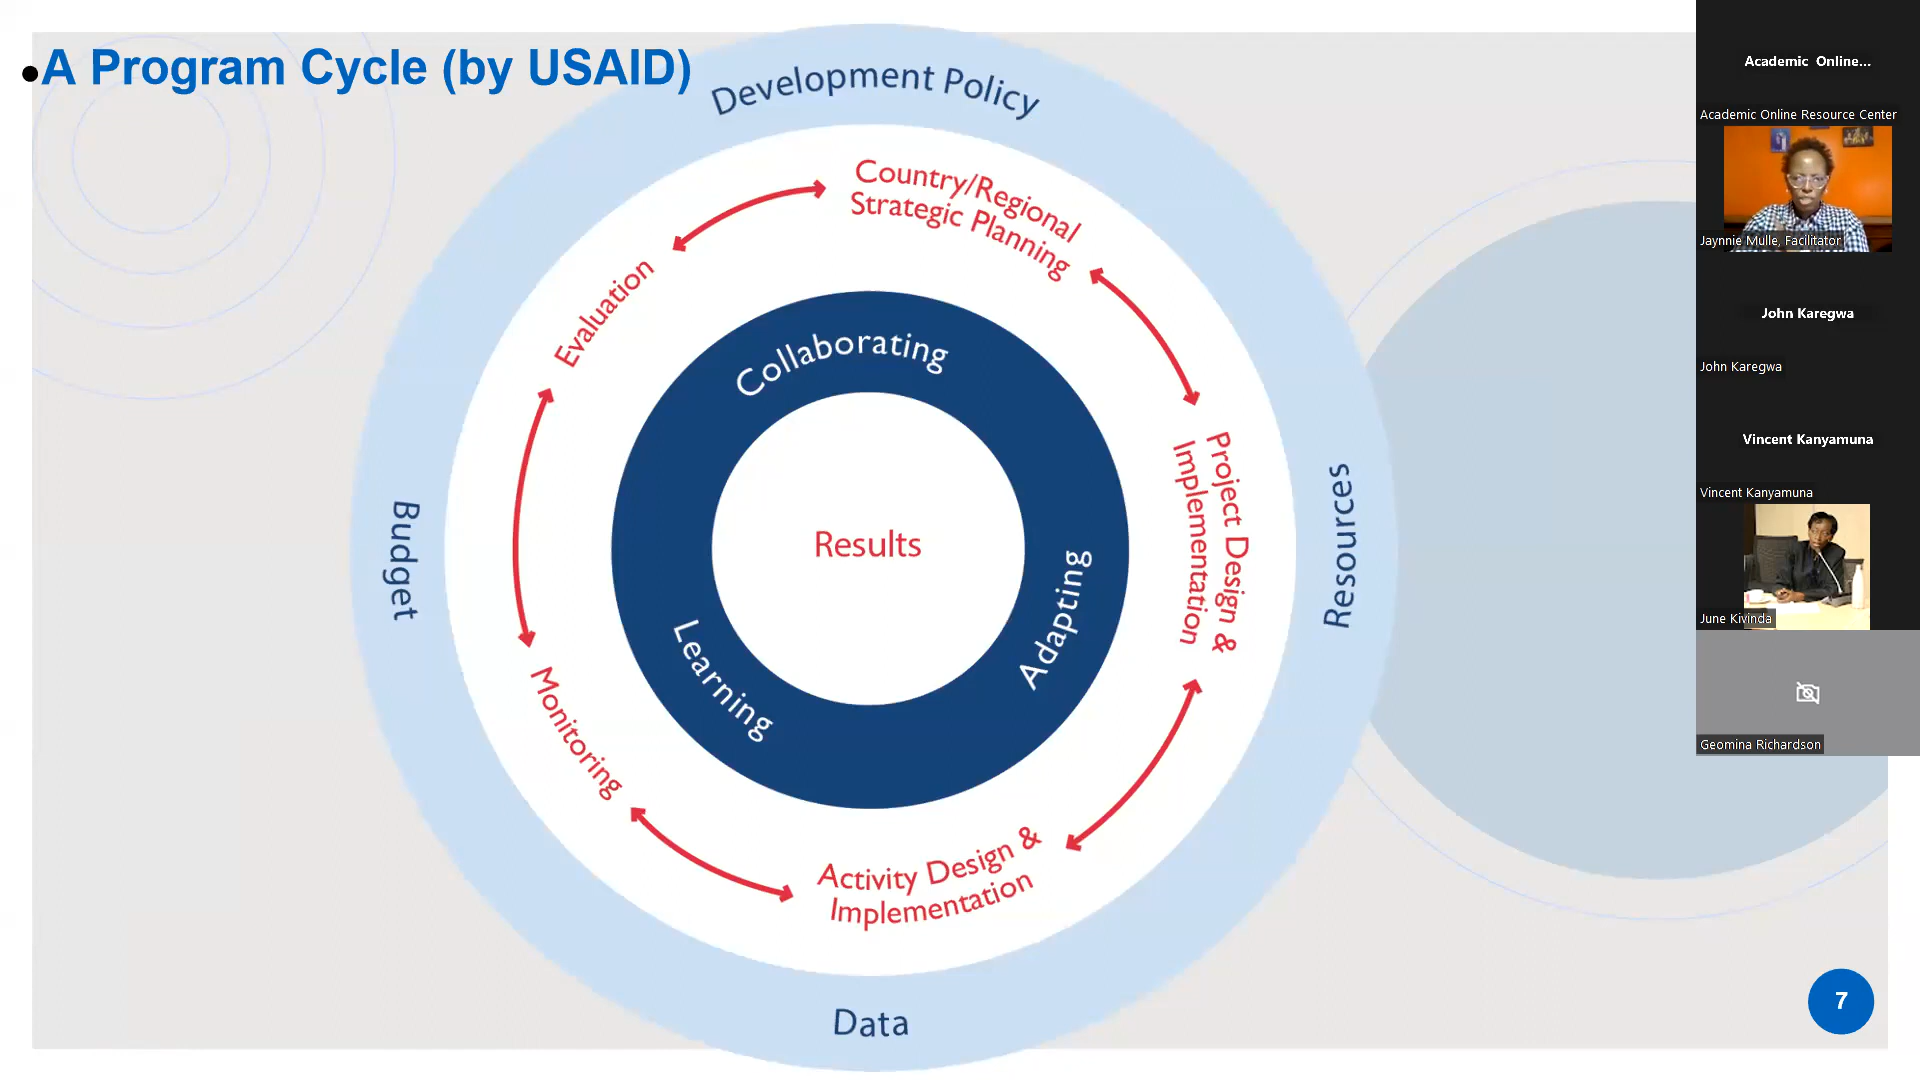 •A Program Cycle (by USAID)
Development Policy
Country/Regional
Strategic Planning
Evaluation
Collaborating
Project Design &
Implementation
Resources
Budget
Results
Adapting
Learning
Monitoring
Activity Design &
Implementation
Data
7
Academic Online...
Academic Online Resource Center
Jaynnie Mulle, Facilitator
John Karegwa
John Karegwa
Vincent Kanyamuna
Vincent Kanyamuna
June Kivinda
Geomina Richardson